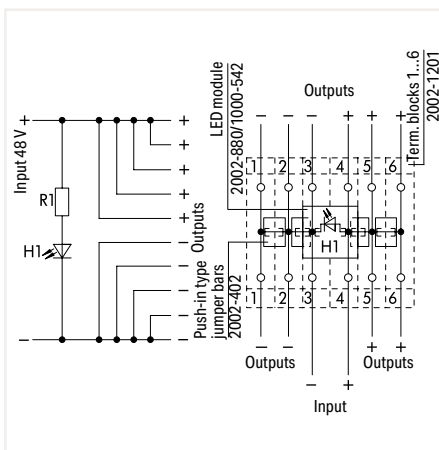 Input 48 V
+
+
+
+
+
+
R1
H1
Outputs
−
−
−
−
−
−
Push-in type
jumper bars
2002-402
LED module
2002-880/1000-542
Term. blocks 1...6
2002-1201
Outputs
− − − + + +
1 2 3 4 5 6
H1
1 2 3 4 5 6
− − + +
Outputs Outputs
− +
Input